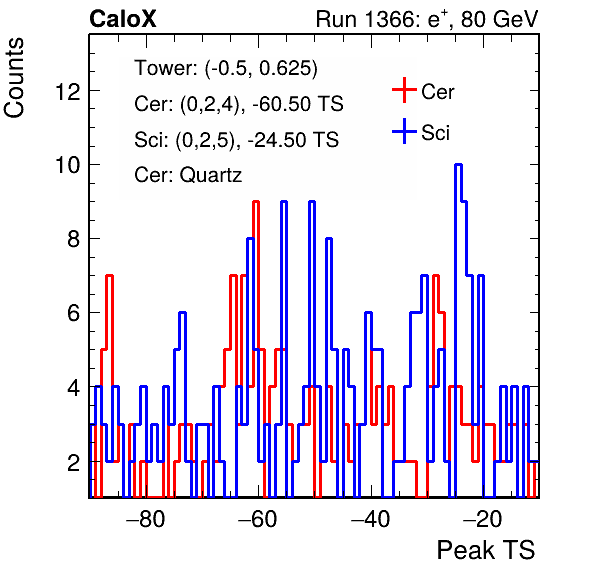 CaloX Run 1366: e⁺, 80 GeV
Counts
Tower: (-0.5, 0.625)
Cer: (0,2,4), -60.50 TS
Sci: (0,2,5), -24.50 TS
Cer: Quartz
Cer
Sci
12
10
8
6
4
2
−80 −60 −40 −20
Peak TS